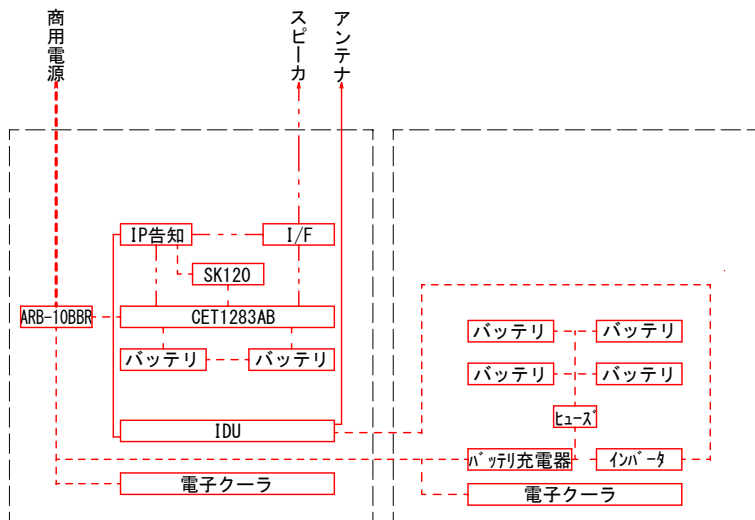 商用電源
スピーカ
アンテナ
IP告知
I/F
SK120
ARB-10BBR
CET1283AB
バッテリ
バッテリ
バッテリ
バッテリ
バッテリ
バッテリ
ﾋｭｰｽﾞ
IDU
ﾊﾞｯﾃﾘ充電器
ｲﾝﾊﾞｰﾀ
電子クーラ
電子クーラ